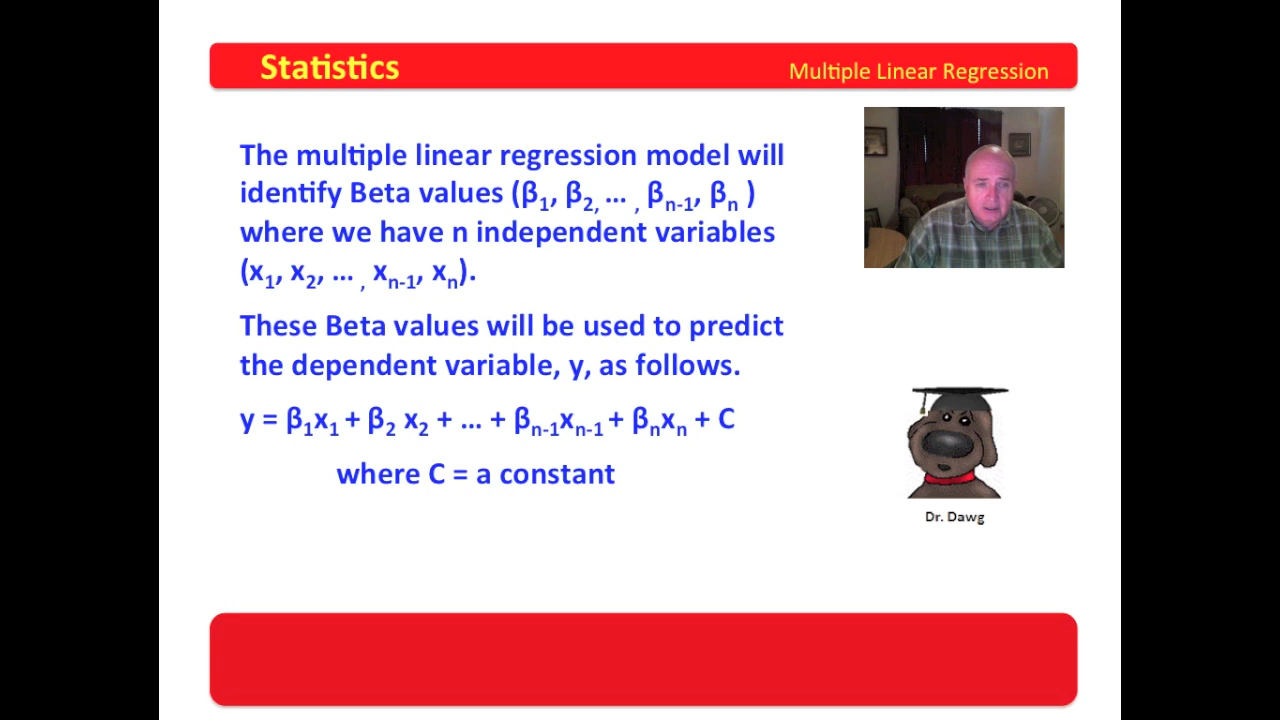 Statistics
Multiple Linear Regression
The multiple linear regression model will
identify Beta values (β₁, β₂, … , βₙ₋₁, βₙ )
where we have n independent variables
(x₁, x₂, … , xₙ₋₁, xₙ).
These Beta values will be used to predict
the dependent variable, y, as follows.
y = β₁x₁ + β₂ x₂ + … + βₙ₋₁xₙ₋₁ + βₙxₙ + C
where C = a constant
Dr. Dawg